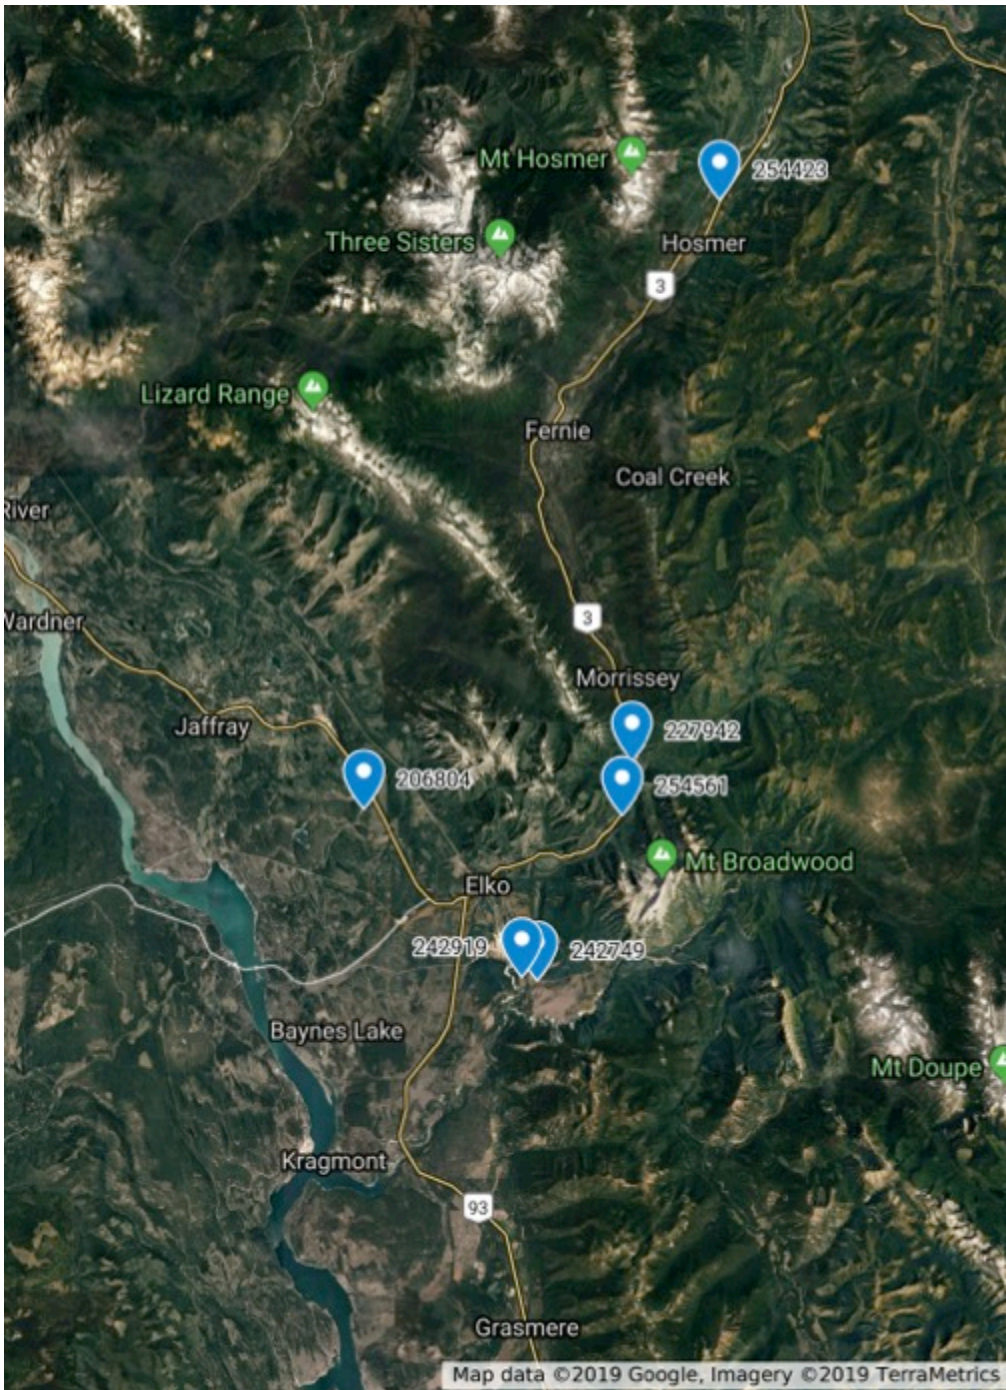 Mt Hosmer
254423
Three Sisters
Hosmer
3
Lizard Range
Fernie
Coal Creek
River
Wardner
3
Morrissey
Jaffray
227942
206804
254561
Mt Broadwood
Elko
242919
242749
Baynes Lake
Mt Doupe
Kragmont
93
Grasmere
Map data ©2019 Google, Imagery ©2019 TerraMetrics